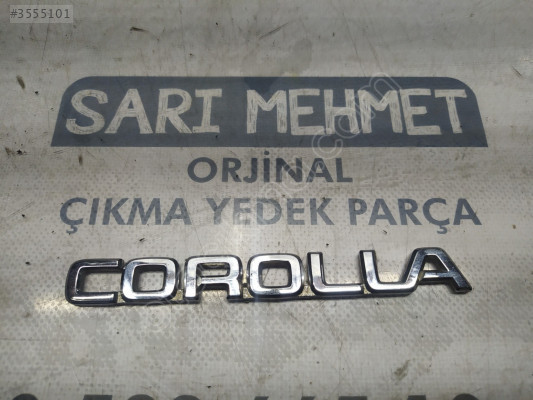 #3555101
SARI MEHMET
ORJİNAL
ÇIKMA YEDEK PARÇA
COROLLA